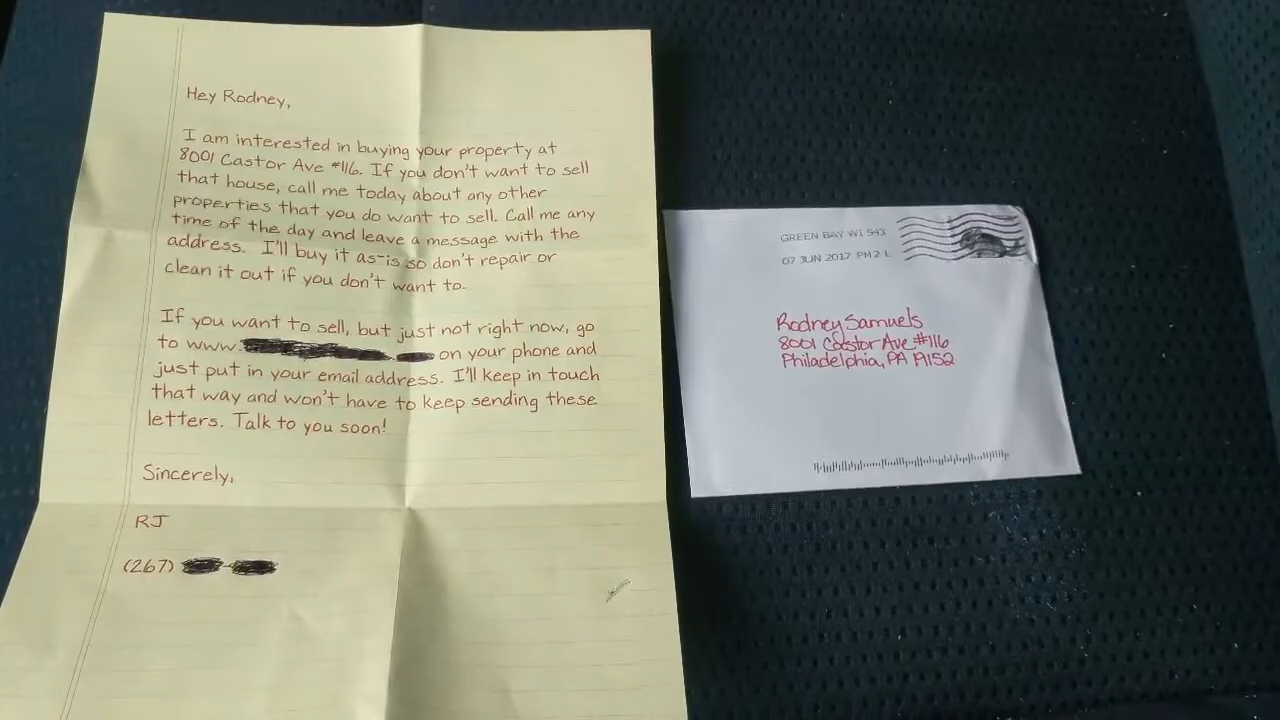 Hey Rodney,
I am interested in buying your property at
8001 Castor Ave #116. If you don't want to sell
that house, call me today about any other
properties that you do want to sell. Call me any
time of the day and leave a message with the
address. I'll buy it as-is so don't repair or
clean it out if you don't want to.
If you want to sell, but just not right now, go
to www. on your phone and
just put in your email address. I'll keep in touch
that way and won't have to keep sending these
letters. Talk to you soon!
Sincerely,
RJ
(267) -
GREEN BAY WI 543
07 JUN 2017 PM 2 L
Rodney Samuels
8001 Castor Ave #116
Philadelphia, PA 19152